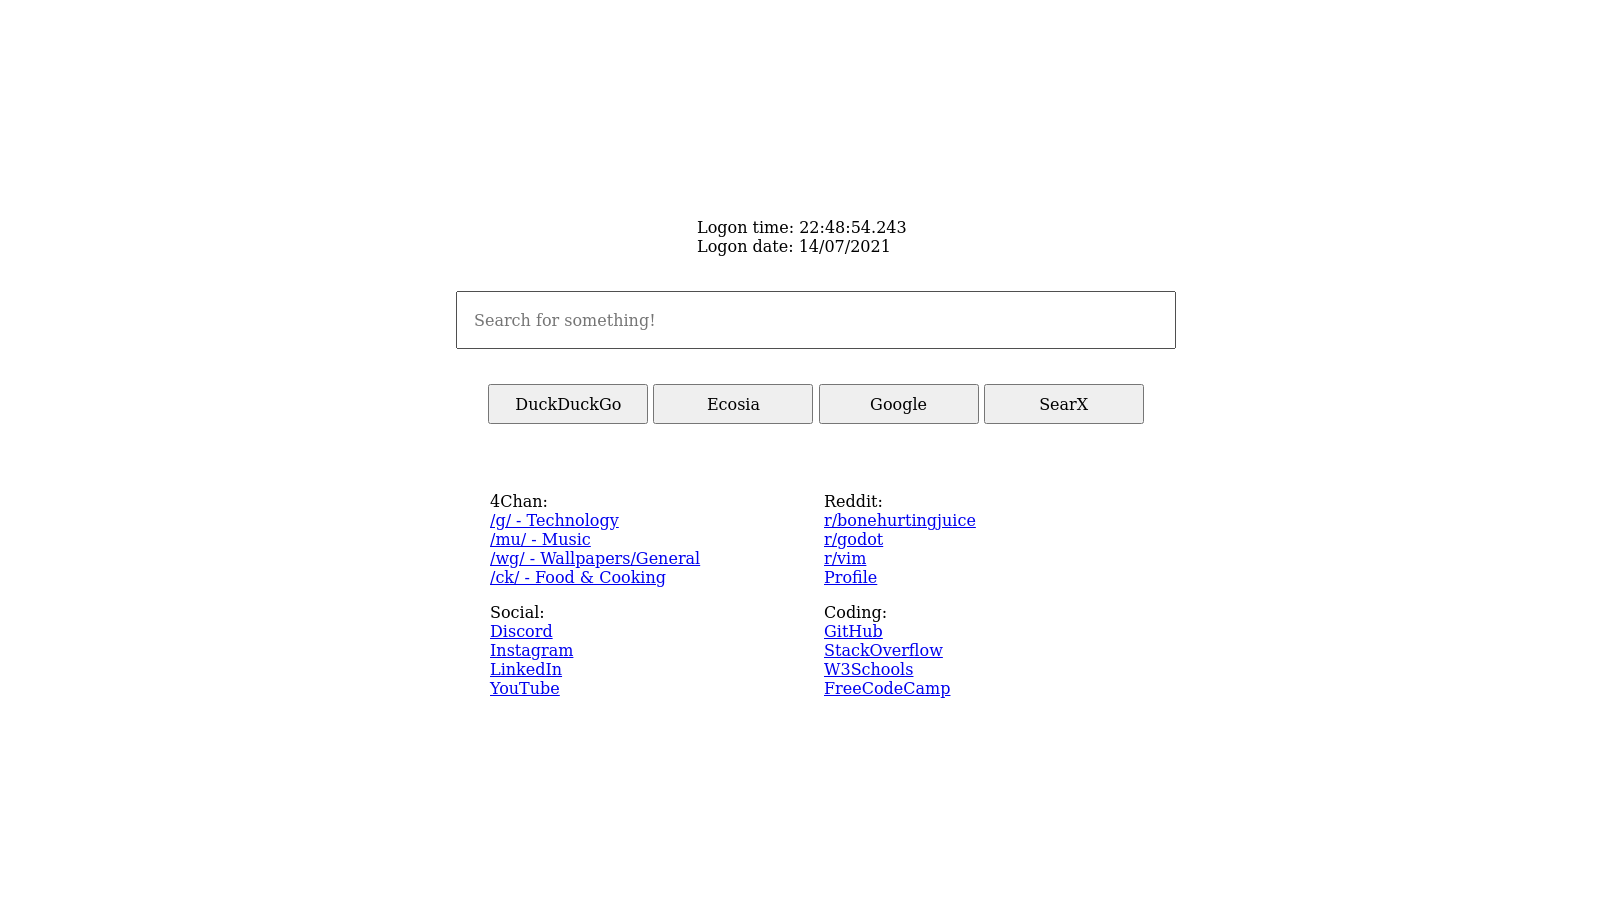 Logon time: 22:48:54.243
Logon date: 14/07/2021
Search for something!
DuckDuckGo
Ecosia
Google
SearX
4Chan:
/g/ - Technology
/mu/ - Music
/wg/ - Wallpapers/General
/ck/ - Food & Cooking
Reddit:
r/bonehurtingjuice
r/godot
r/vim
Profile
Social:
Discord
Instagram
LinkedIn
YouTube
Coding:
GitHub
StackOverflow
W3Schools
FreeCodeCamp